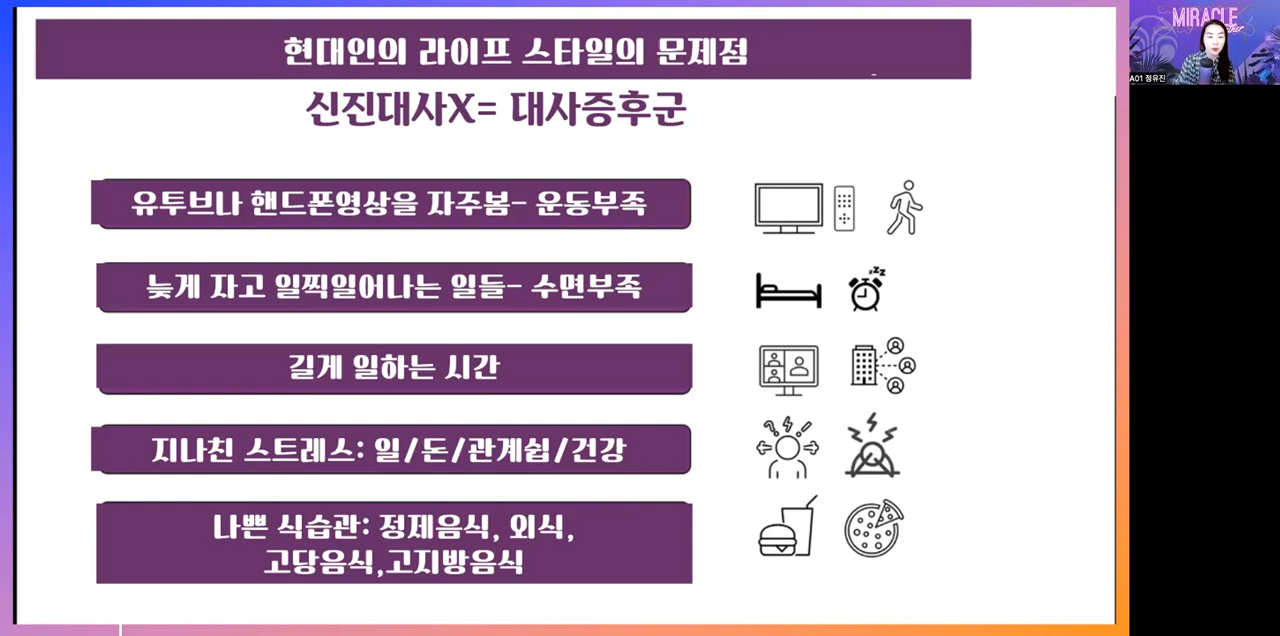 현대인의 라이프 스타일의 문제점
신진대사X= 대사증후군
유투브나 핸드폰영상을 자주봄- 운동부족
늦게 자고 일찍일어나는 일들- 수면부족
길게 일하는 시간
지나친 스트레스: 일/돈/관계쉽/건강
나쁜 식습관: 정제음식, 외식,
고당음식,고지방음식
MIRACLE
A01 정유진